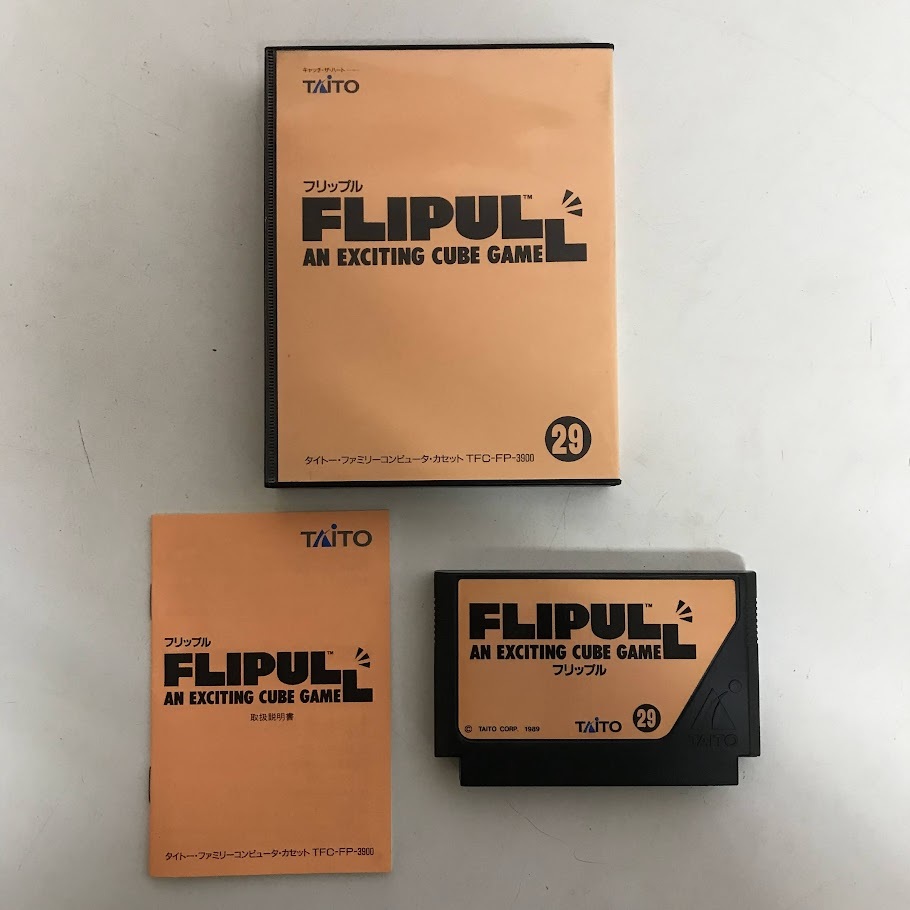 キャッチ・ザ・ハート
TAITO
フリップル
FLIPULL™
AN EXCITING CUBE GAME
29
タイトー・ファミリーコンピュータ・カセット TFC-FP-3900
TAITO
フリップル
FLIPULL™
AN EXCITING CUBE GAME
取扱説明書
タイトー・ファミリーコンピュータ・カセット TFC-FP-3900
FLIPULL™
AN EXCITING CUBE GAME
フリップル
© TAITO CORP. 1989
TAITO
29
TAITO